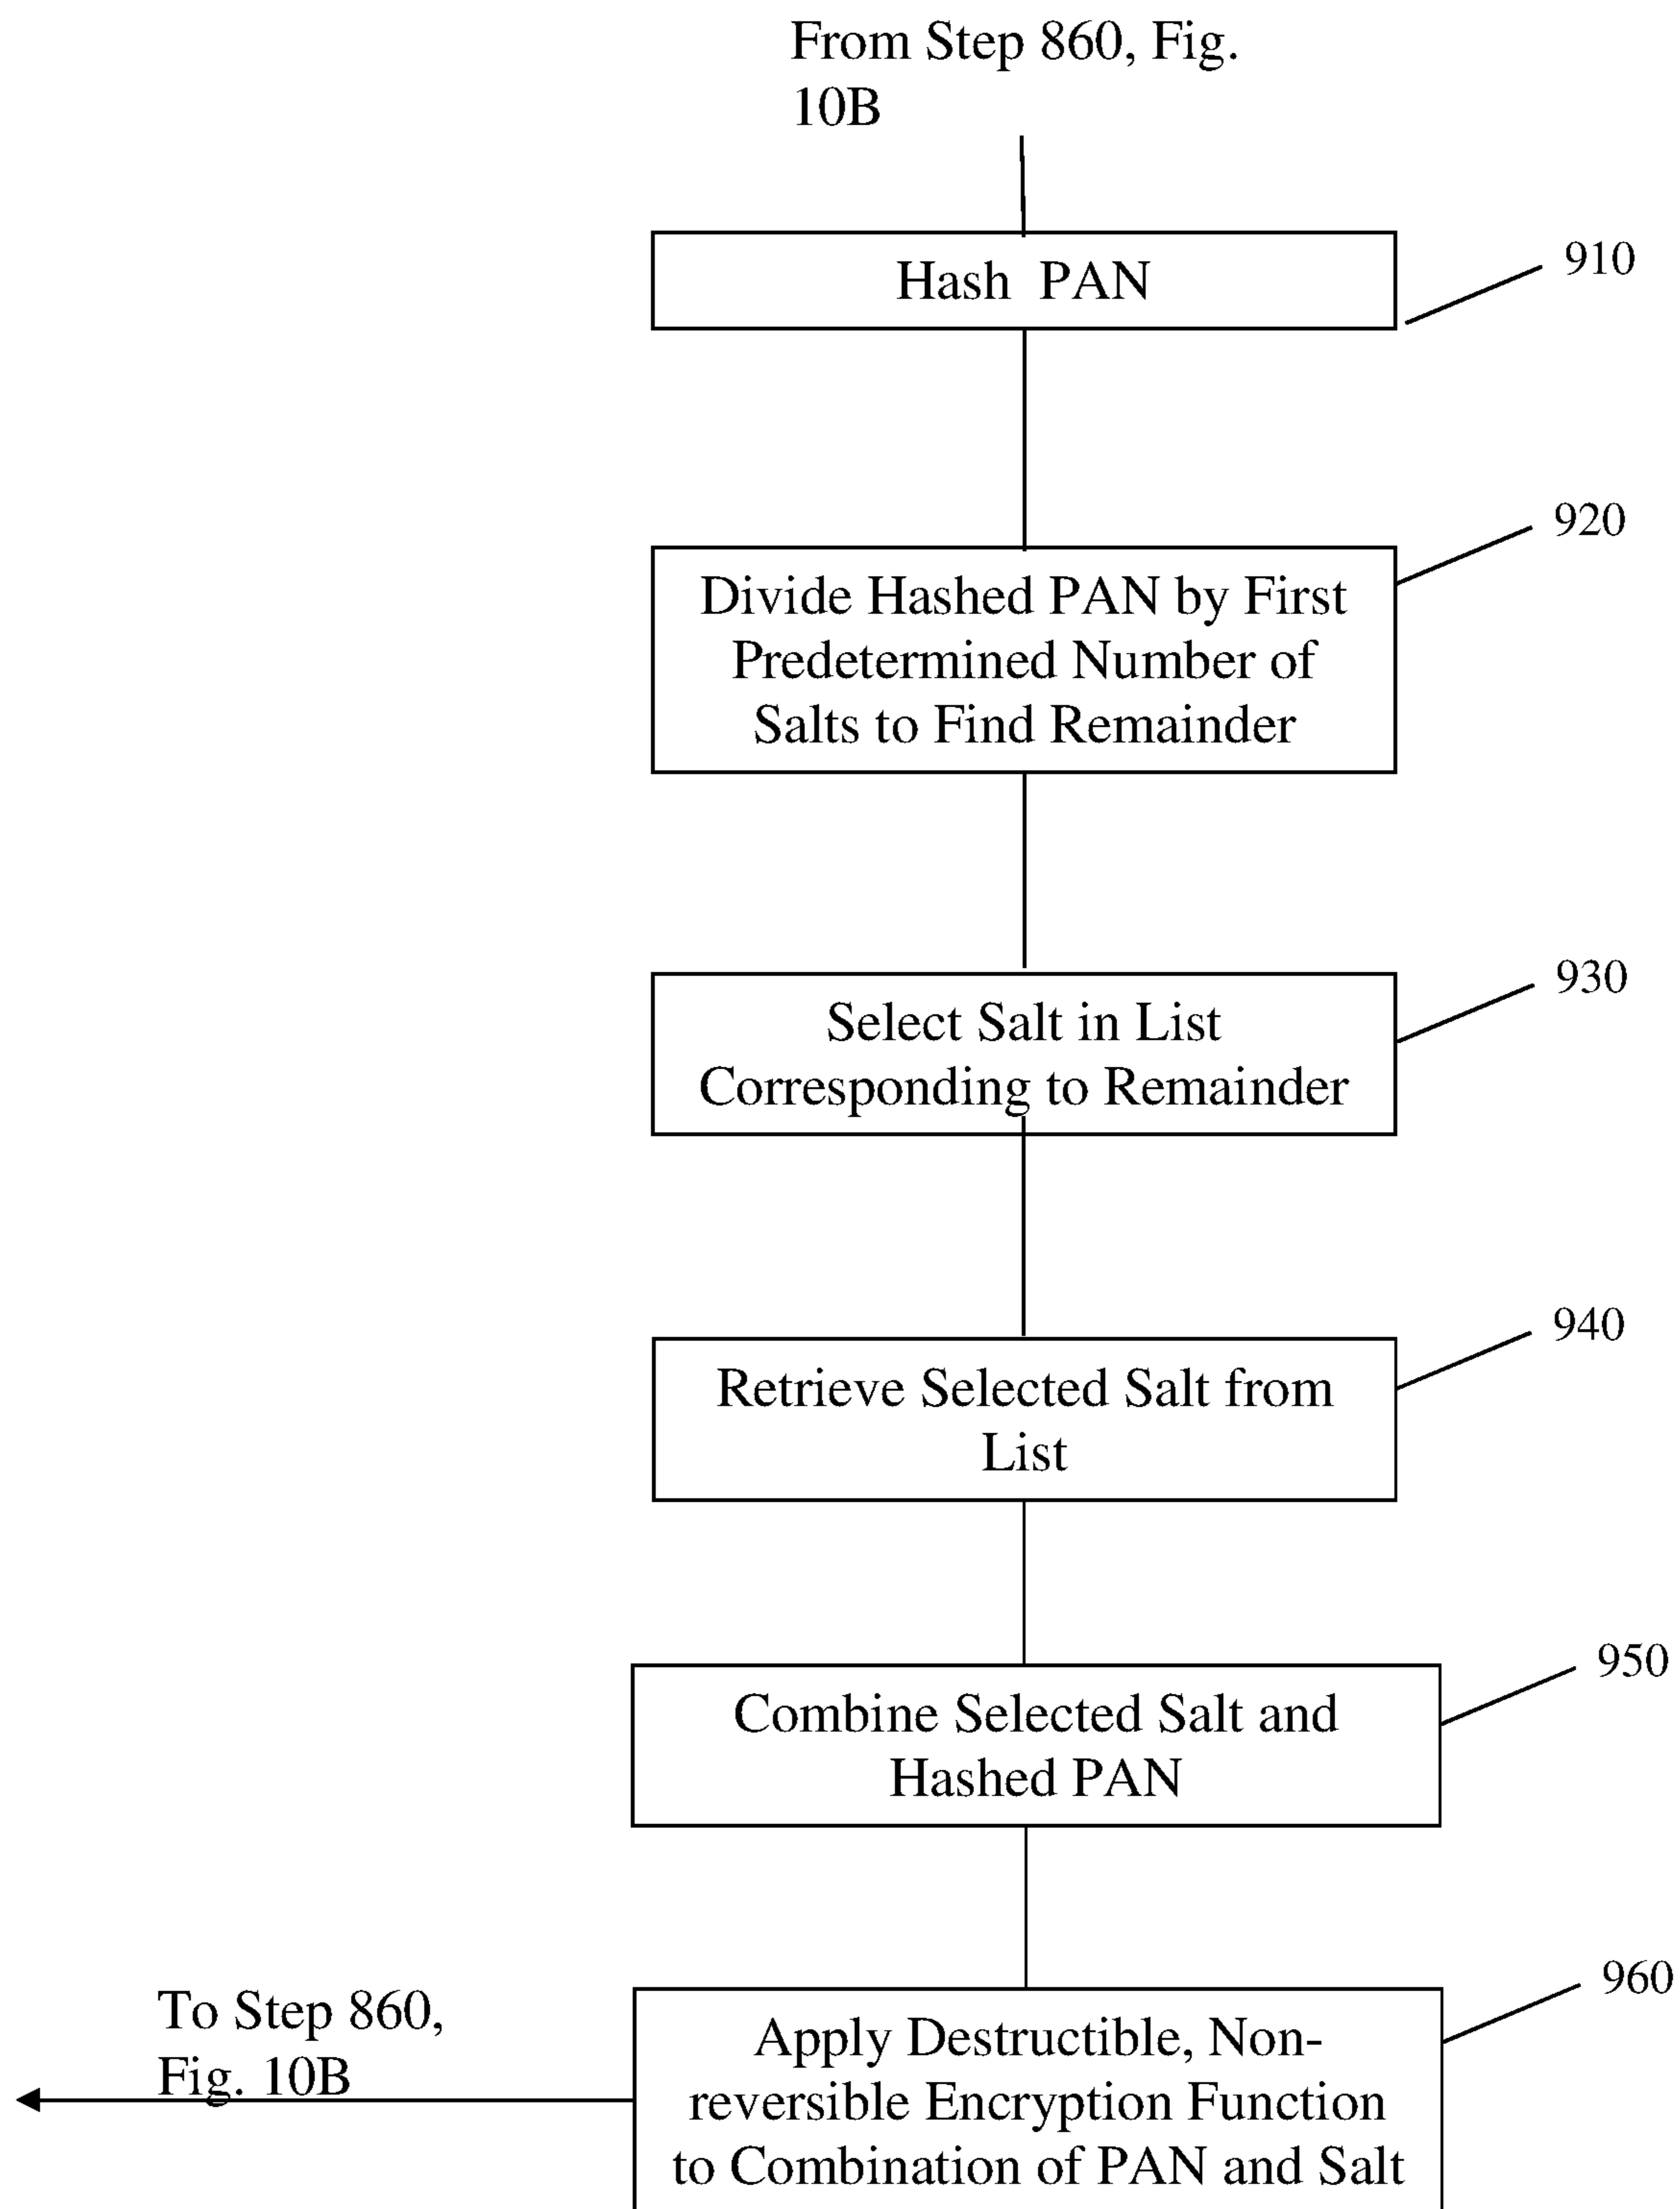 From Step 860, Fig.
10B
Hash PAN
910
920
Divide Hashed PAN by First
Predetermined Number of
Salts to Find Remainder
930
Select Salt in List
Corresponding to Remainder
940
Retrieve Selected Salt from
List
950
Combine Selected Salt and
Hashed PAN
960
To Step 860,
Fig. 10B
Apply Destructible, Non-
reversible Encryption Function
to Combination of PAN and Salt